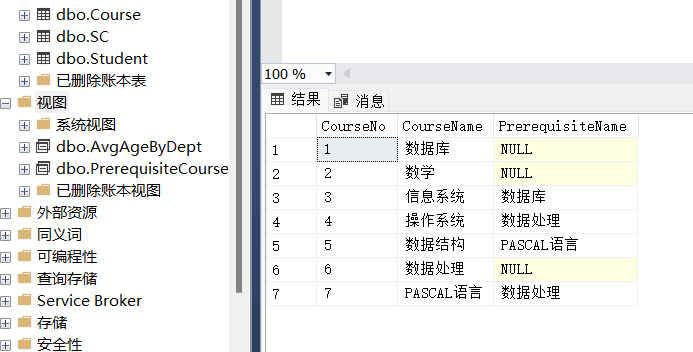 dbo.Course
dbo.SC
dbo.Student
已删除账本表
视图
系统视图
dbo.AvgAgeByDept
dbo.PrerequisiteCourse
已删除账本视图
外部资源
同义词
可编程性
查询存储
Service Broker
存储
安全性
100 %
结果 消息
CourseNo CourseName PrerequisiteName
1 1 数据库 NULL
2 2 数学 NULL
3 3 信息系统 数据库
4 4 操作系统 数据处理
5 5 数据结构 PASCAL语言
6 6 数据处理 NULL
7 7 PASCAL语言 数据处理